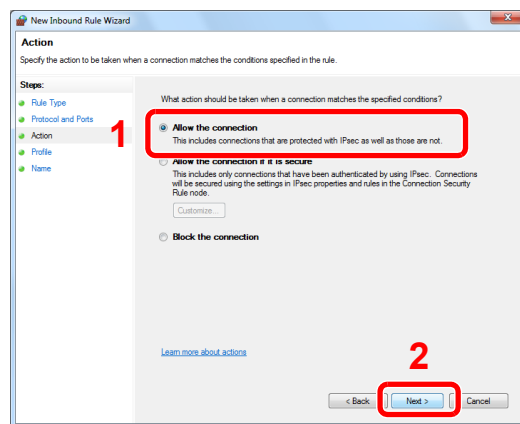 New Inbound Rule Wizard
Action
Specify the action to be taken when a connection matches the conditions specified in the rule.
Steps:
Rule Type
Protocol and Ports
Action
Profile
Name
1
What action should be taken when a connection matches the specified conditions?
Allow the connection
This includes connections that are protected with IPsec as well as those are not.
Allow the connection if it is secure
This includes only connections that have been authenticated by using IPsec. Connections
will be secured using the settings in IPsec properties and rules in the Connection Security
Rule node.
Customize...
Block the connection
Learn more about actions
2
< Back
Next >
Cancel